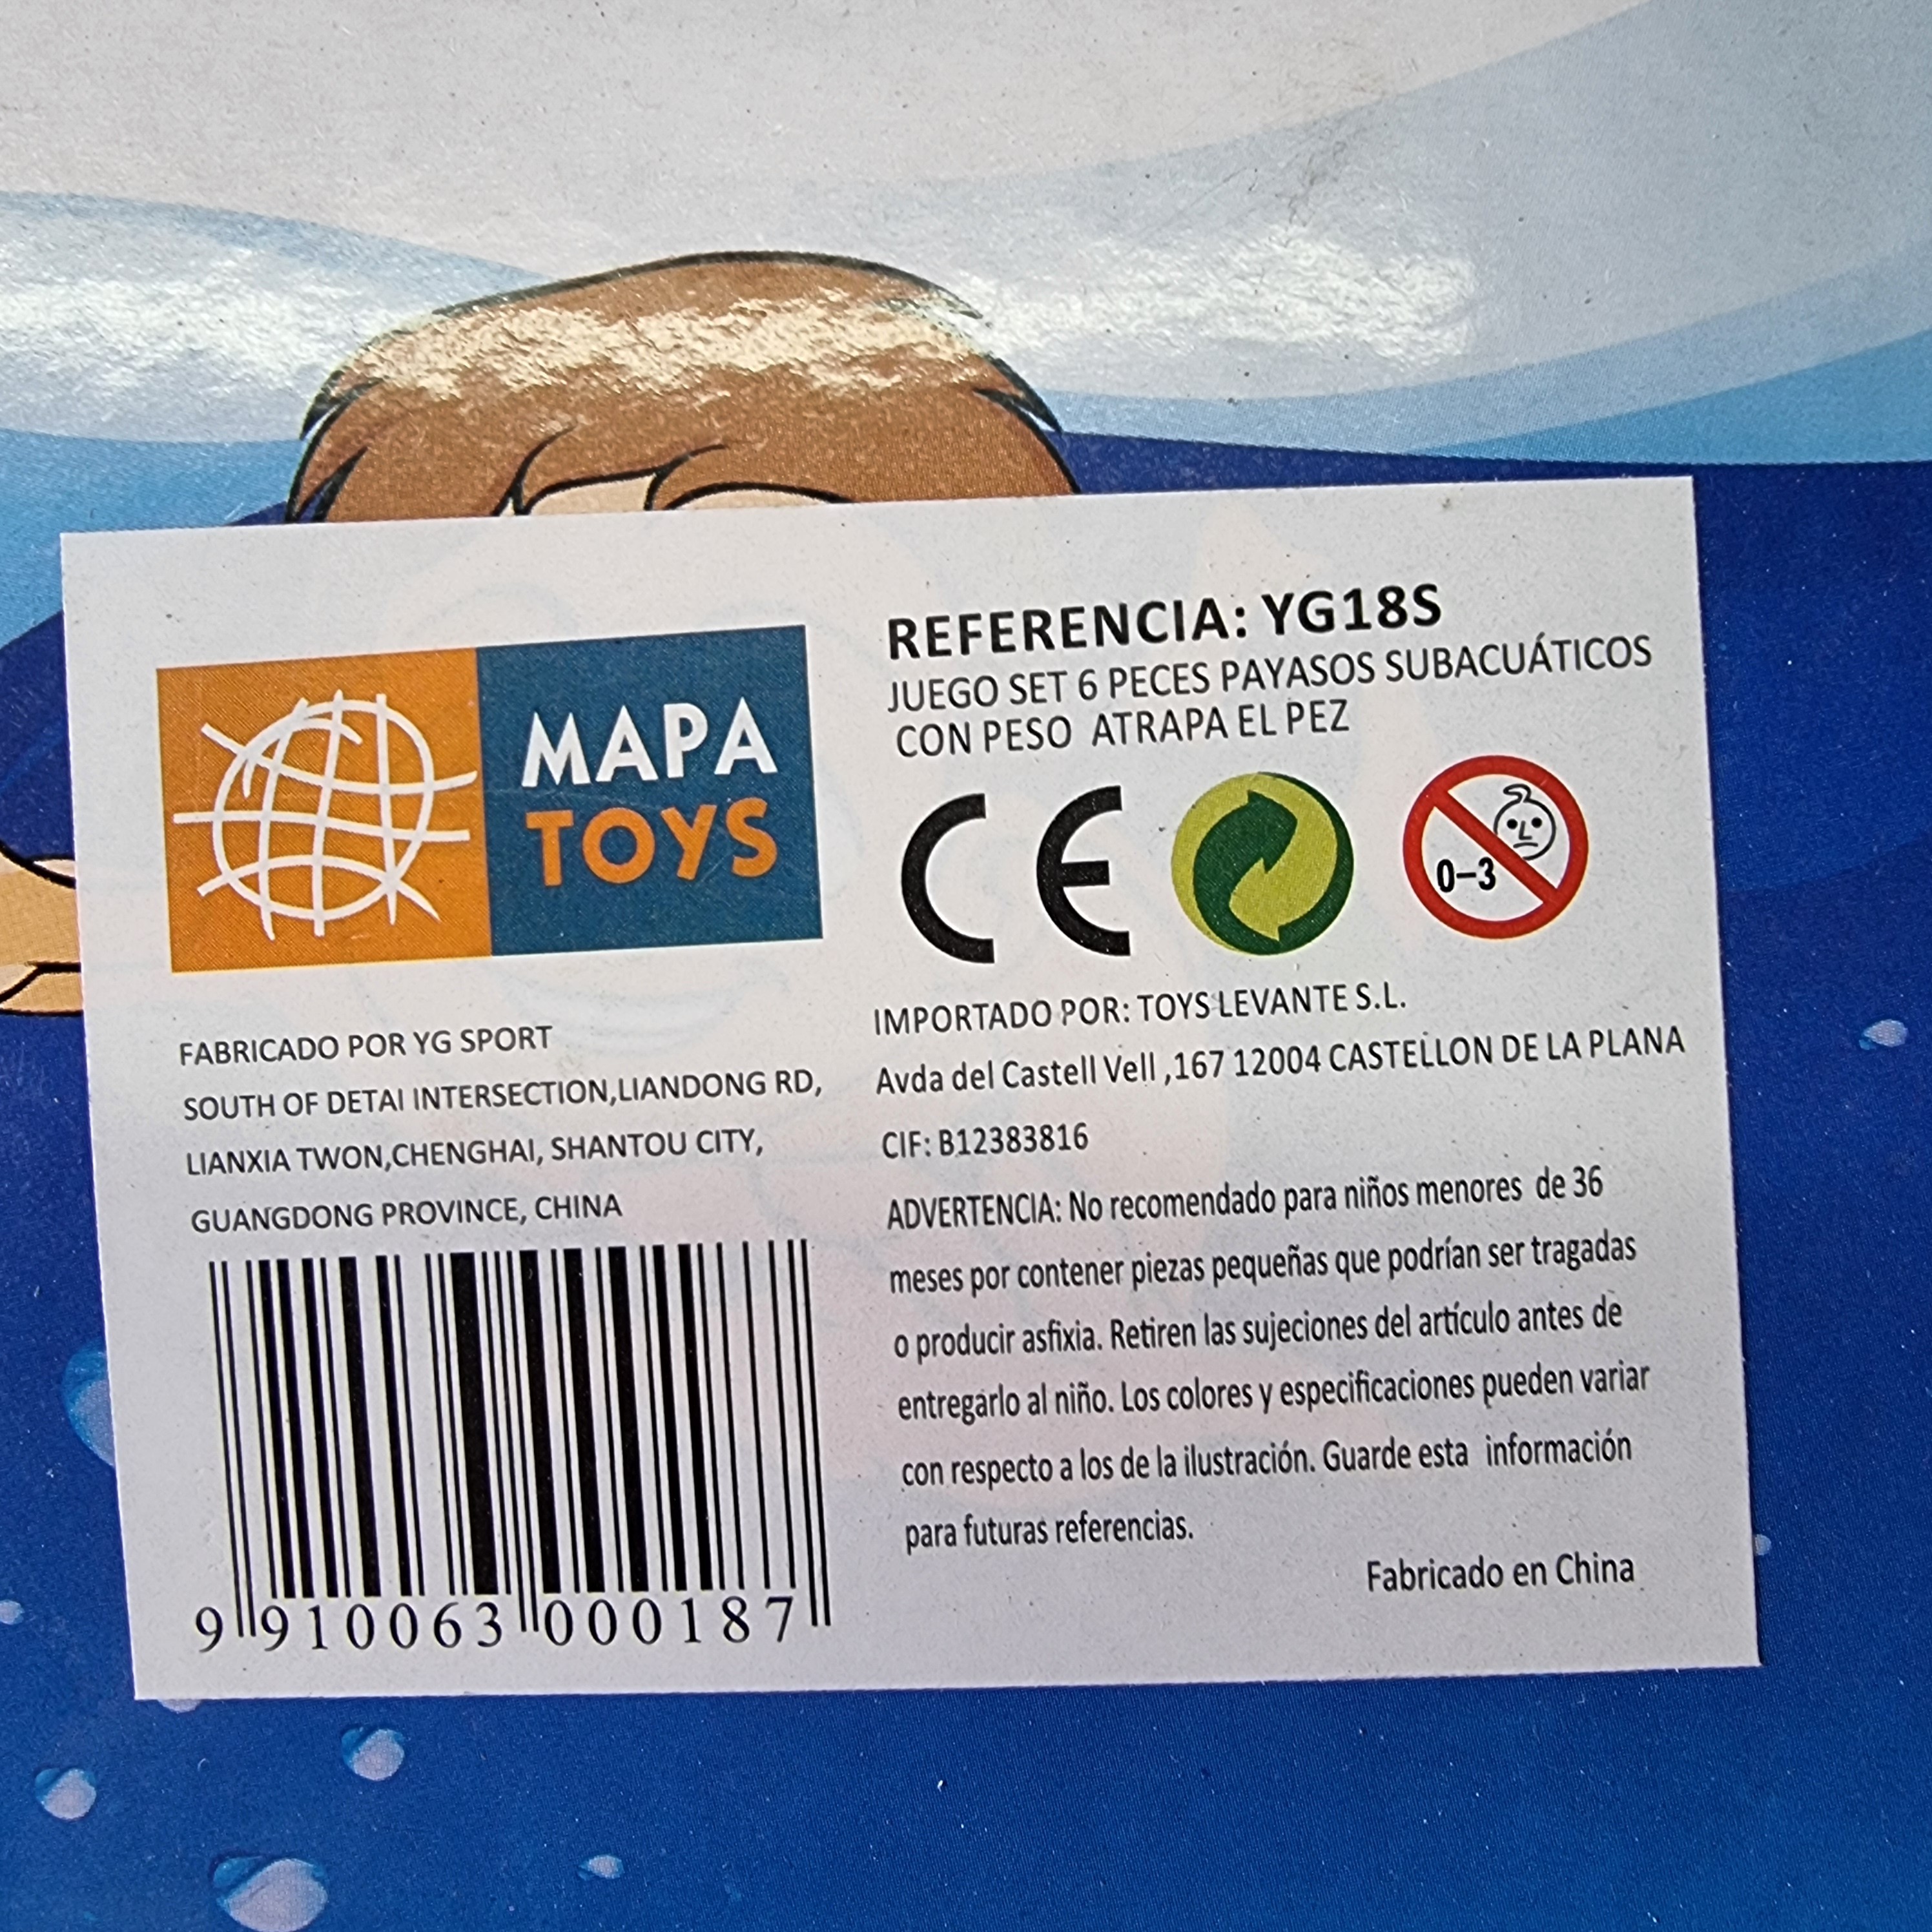 MAPA
TOYS
REFERENCIA: YG18S
JUEGO SET 6 PECES PAYASOS SUBACUÁTICOS
CON PESO ATRAPA EL PEZ
CE
0-3
FABRICADO POR YG SPORT
SOUTH OF DETAI INTERSECTION,LIANDONG RD,
LIANXIA TWON,CHENGHAI, SHANTOU CITY,
GUANGDONG PROVINCE, CHINA
9 910063 000187
IMPORTADO POR: TOYS LEVANTE S.L.
Avda del Castell Vell ,167 12004 CASTELLON DE LA PLANA
CIF: B12383816
ADVERTENCIA: No recomendado para niños menores de 36
meses por contener piezas pequeñas que podrían ser tragadas
o producir asfixia. Retiren las sujeciones del artículo antes de
entregarlo al niño. Los colores y especificaciones pueden variar
con respecto a los de la ilustración. Guarde esta información
para futuras referencias.
Fabricado en China